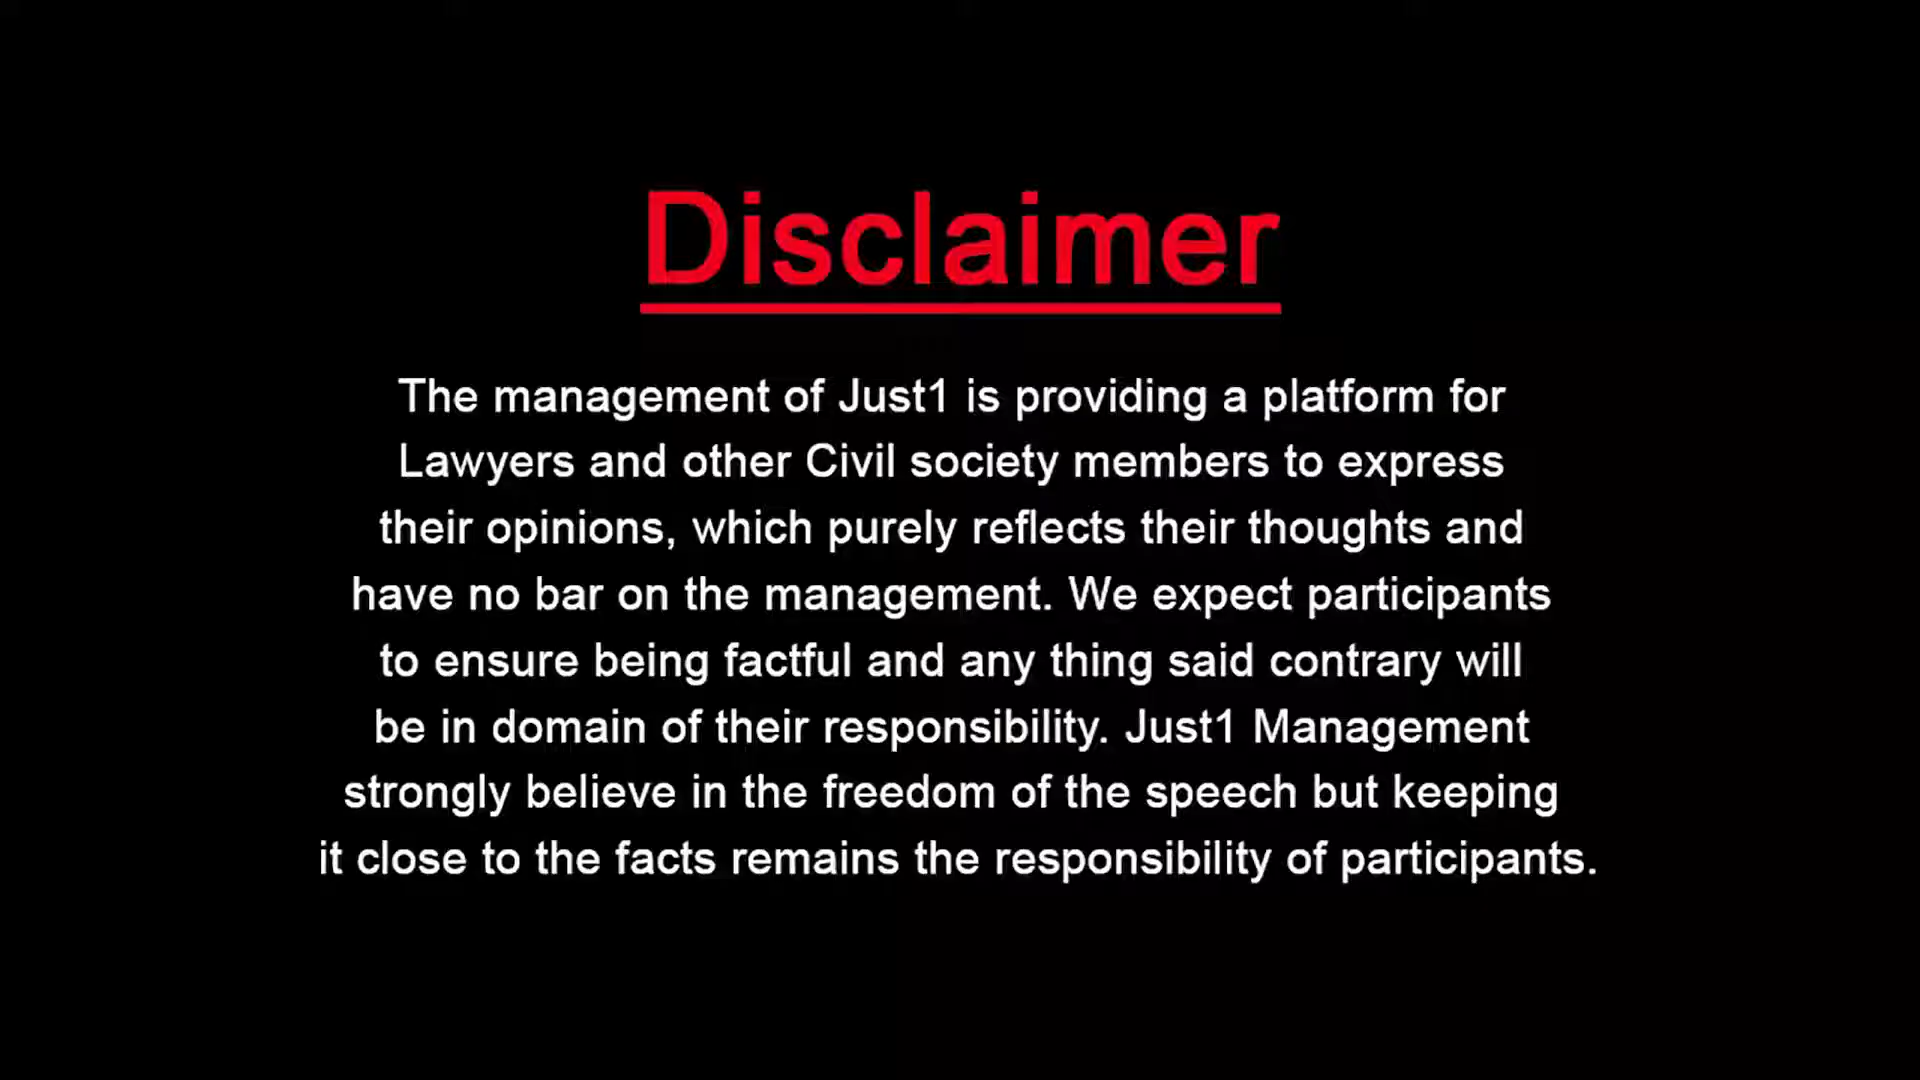 Disclaimer
The management of Just1 is providing a platform for
Lawyers and other Civil society members to express
their opinions, which purely reflects their thoughts and
have no bar on the management. We expect participants
to ensure being factful and any thing said contrary will
be in domain of their responsibility. Just1 Management
strongly believe in the freedom of the speech but keeping
it close to the facts remains the responsibility of participants.